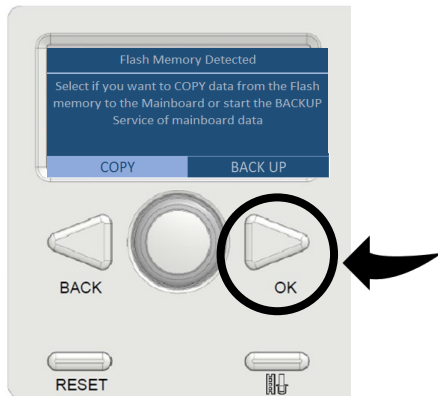 Flash Memory Detected
Select if you want to COPY data from the Flash
memory to the Mainboard or start the BACKUP
Service of mainboard data
COPY BACK UP
BACK OK
RESET